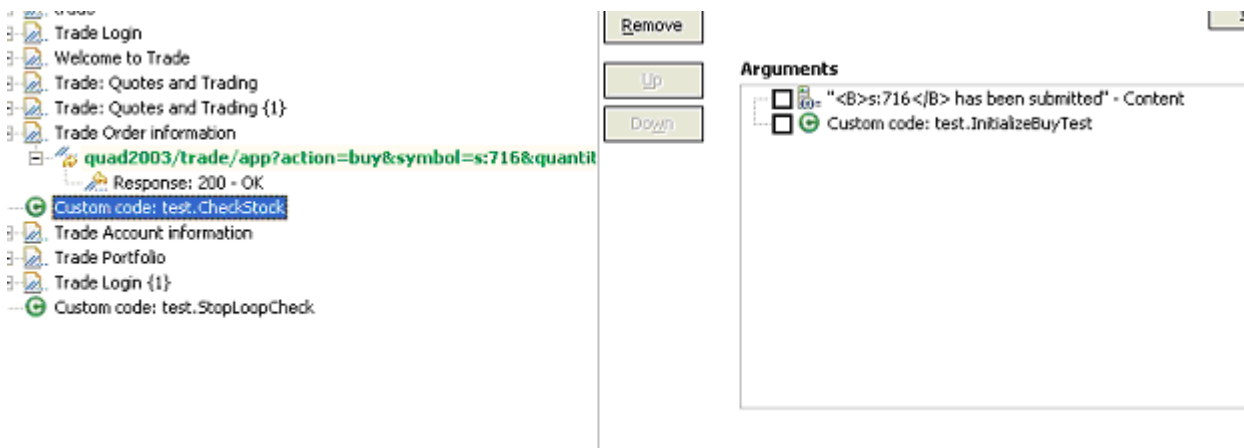 Trade Login
Welcome to Trade
Trade: Quotes and Trading
Trade: Quotes and Trading {1}
Trade Order information
quad2003/trade/app?action=buy&symbol=s:716&quantit
Response: 200 - OK
Custom code: test.CheckStock
Trade Account information
Trade Portfolio
Trade Login {1}
Custom code: test.StopLoopCheck
Remove
Up
Down
Arguments
"<B>s:716</B> has been submitted" - Content
Custom code: test.InitializeBuyTest